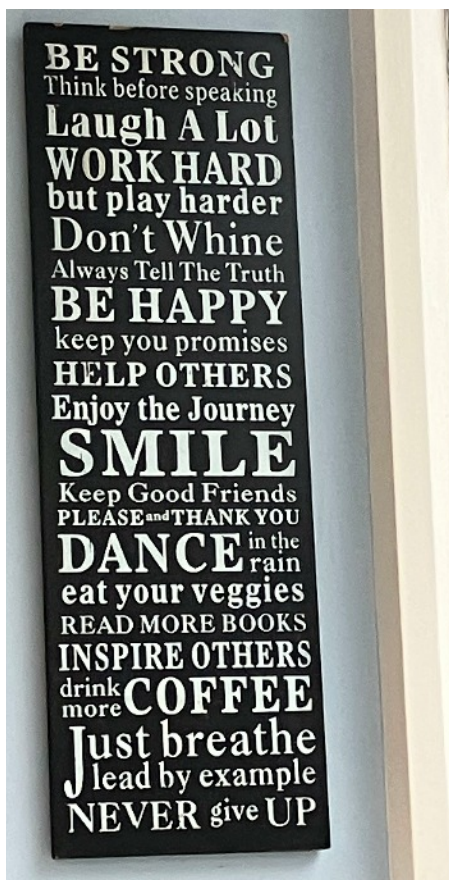 BE STRONG
Think before speaking
Laugh A Lot
WORK HARD
but play harder
Don't Whine
Always Tell The Truth
BE HAPPY
keep you promises
HELP OTHERS
Enjoy the Journey
SMILE
Keep Good Friends
PLEASE and THANK YOU
DANCE in the rain
eat your veggies
READ MORE BOOKS
INSPIRE OTHERS
drink more COFFEE
Just breathe
lead by example
NEVER give UP